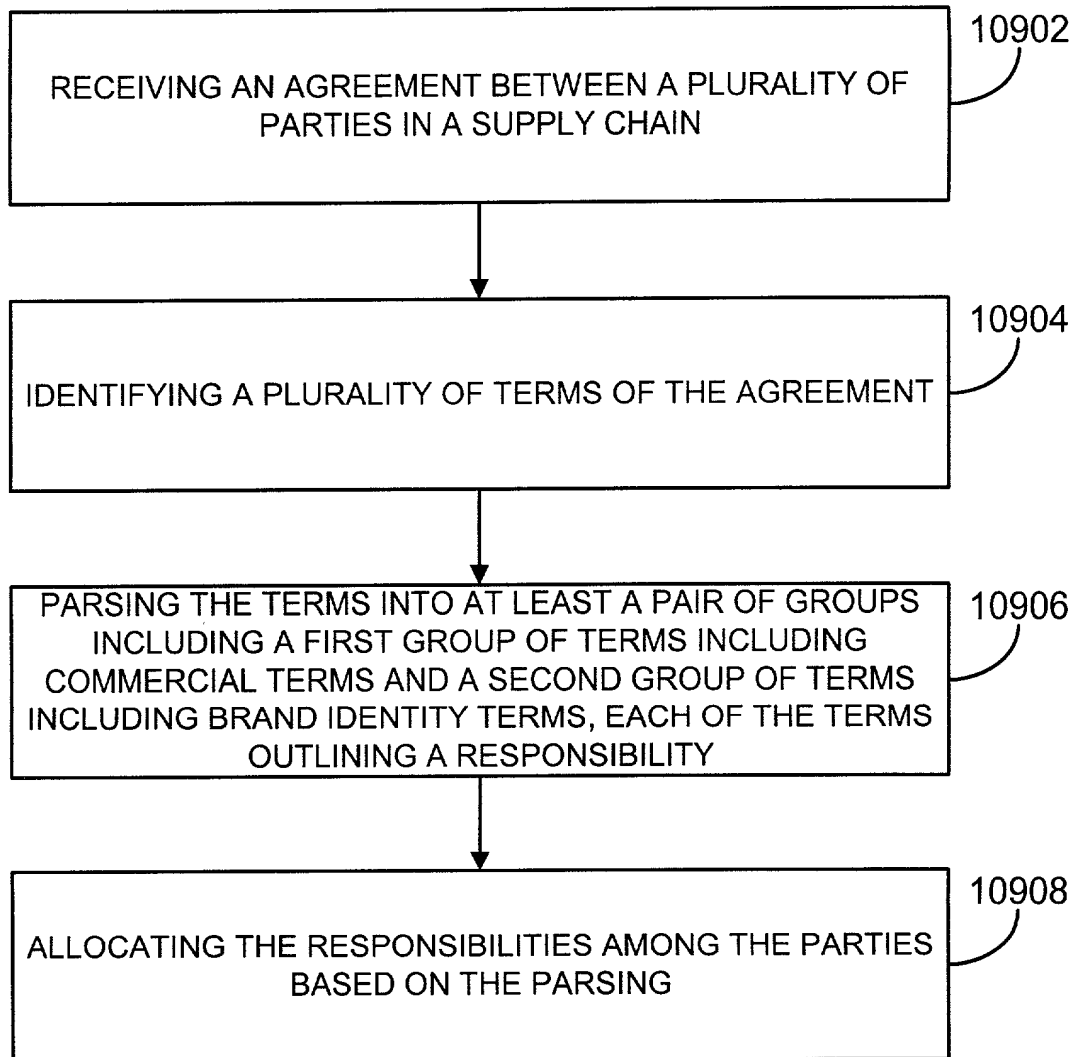 10902
RECEIVING AN AGREEMENT BETWEEN A PLURALITY OF
PARTIES IN A SUPPLY CHAIN
10904
IDENTIFYING A PLURALITY OF TERMS OF THE AGREEMENT
10906
PARSING THE TERMS INTO AT LEAST A PAIR OF GROUPS
INCLUDING A FIRST GROUP OF TERMS INCLUDING
COMMERCIAL TERMS AND A SECOND GROUP OF TERMS
INCLUDING BRAND IDENTITY TERMS, EACH OF THE TERMS
OUTLINING A RESPONSIBILITY
10908
ALLOCATING THE RESPONSIBILITIES AMONG THE PARTIES
BASED ON THE PARSING